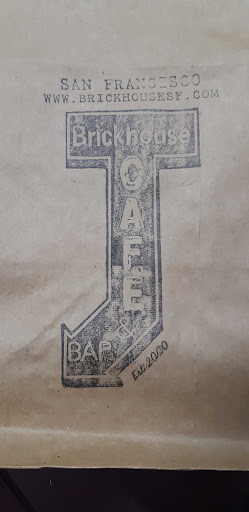 SAN FRANCISCO
WWW.BRICKHOUSESF.COM
Brickhouse
CAFE
&
BAR
Est. 2000